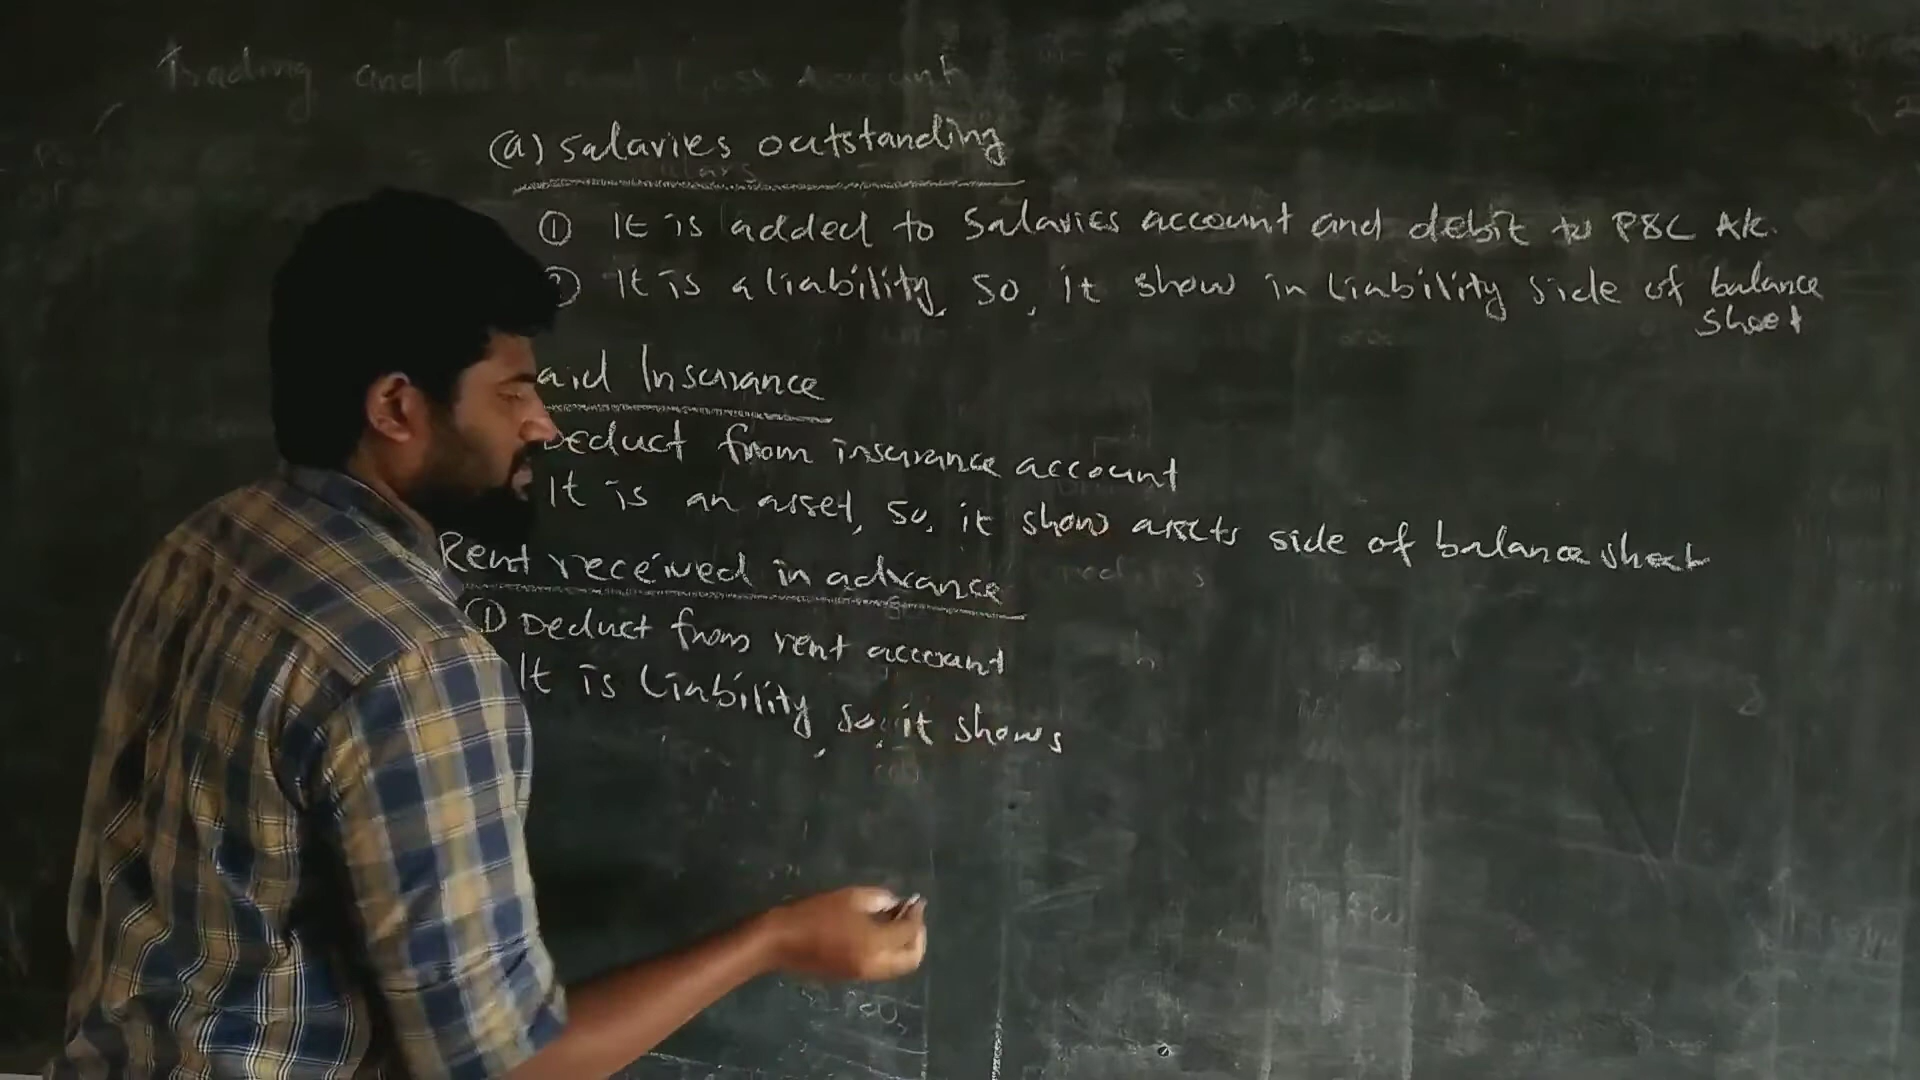 Trading and and Loss Account
(a) Salaries outstanding
① It is added to Salaries account and debit to P&L A/c.
② It is a liability, So, it show in Liability side of balance
sheet
aid Insurance
Deduct from insurance account
It is an asset, So, it show assets side of balance sheet
Rent received in advance
① Deduct from rent account
It is Liability, So, it shows